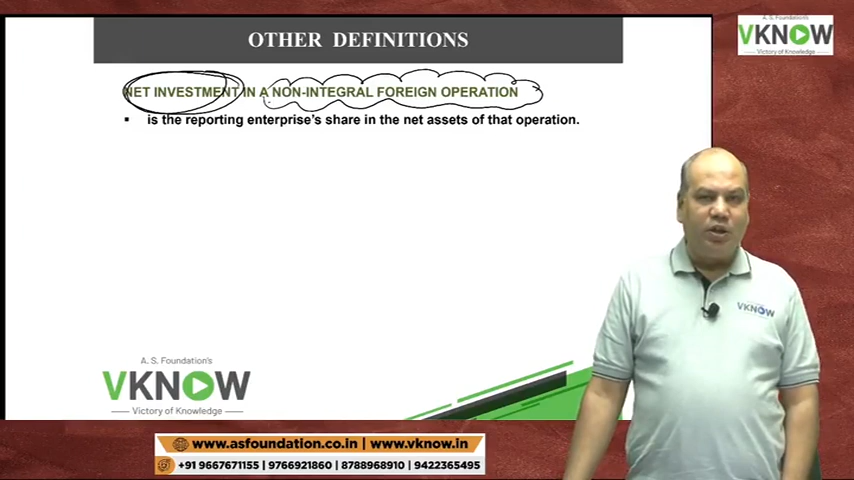 OTHER DEFINITIONS
A. S. Foundation's
VKNOW
Victory of Knowledge
NET INVESTMENT IN A NON-INTEGRAL FOREIGN OPERATION
▪ is the reporting enterprise's share in the net assets of that operation.
VKNOW
A. S. Foundation's
VKNOW
Victory of Knowledge
www.asfoundation.co.in | www.vknow.in
+91 9667671155 | 9766921860 | 8788968910 | 9422365495